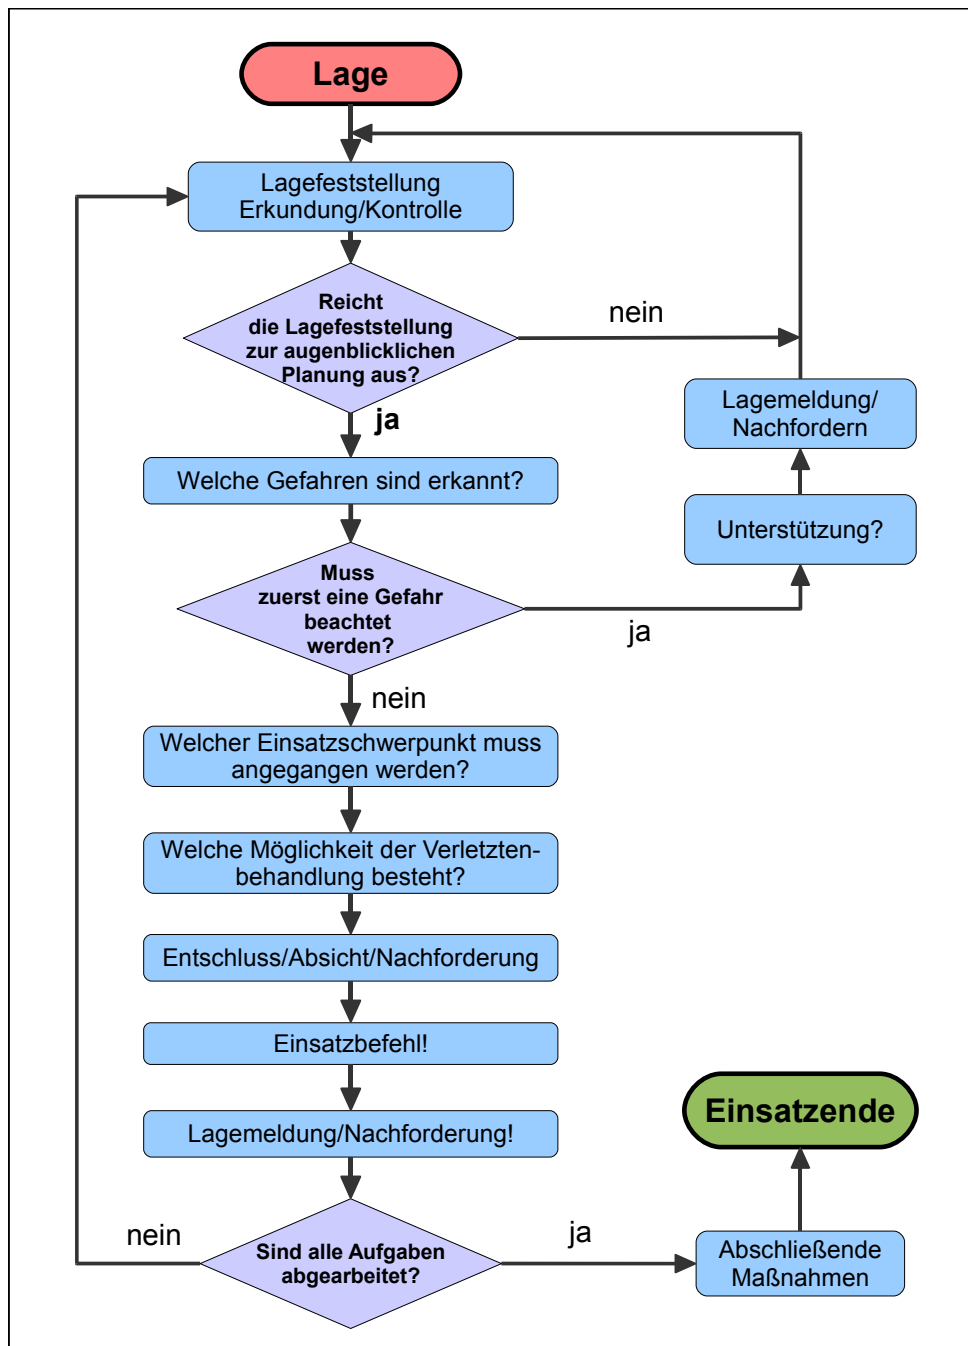 Lage
Lagefeststellung
Erkundung/Kontrolle
Reicht
die Lagefeststellung
zur augenblicklichen
Planung aus?
nein
ja
Lagemeldung/
Nachfordern
Welche Gefahren sind erkannt?
Unterstützung?
Muss
zuerst eine Gefahr
beachtet
werden?
ja
nein
Welcher Einsatzschwerpunkt muss
angegangen werden?
Welche Möglichkeit der Verletzten-
behandlung besteht?
Entschluss/Absicht/Nachforderung
Einsatzbefehl!
Lagemeldung/Nachforderung!
Einsatzende
nein
Sind alle Aufgaben
abgearbeitet?
ja
Abschließende
Maßnahmen